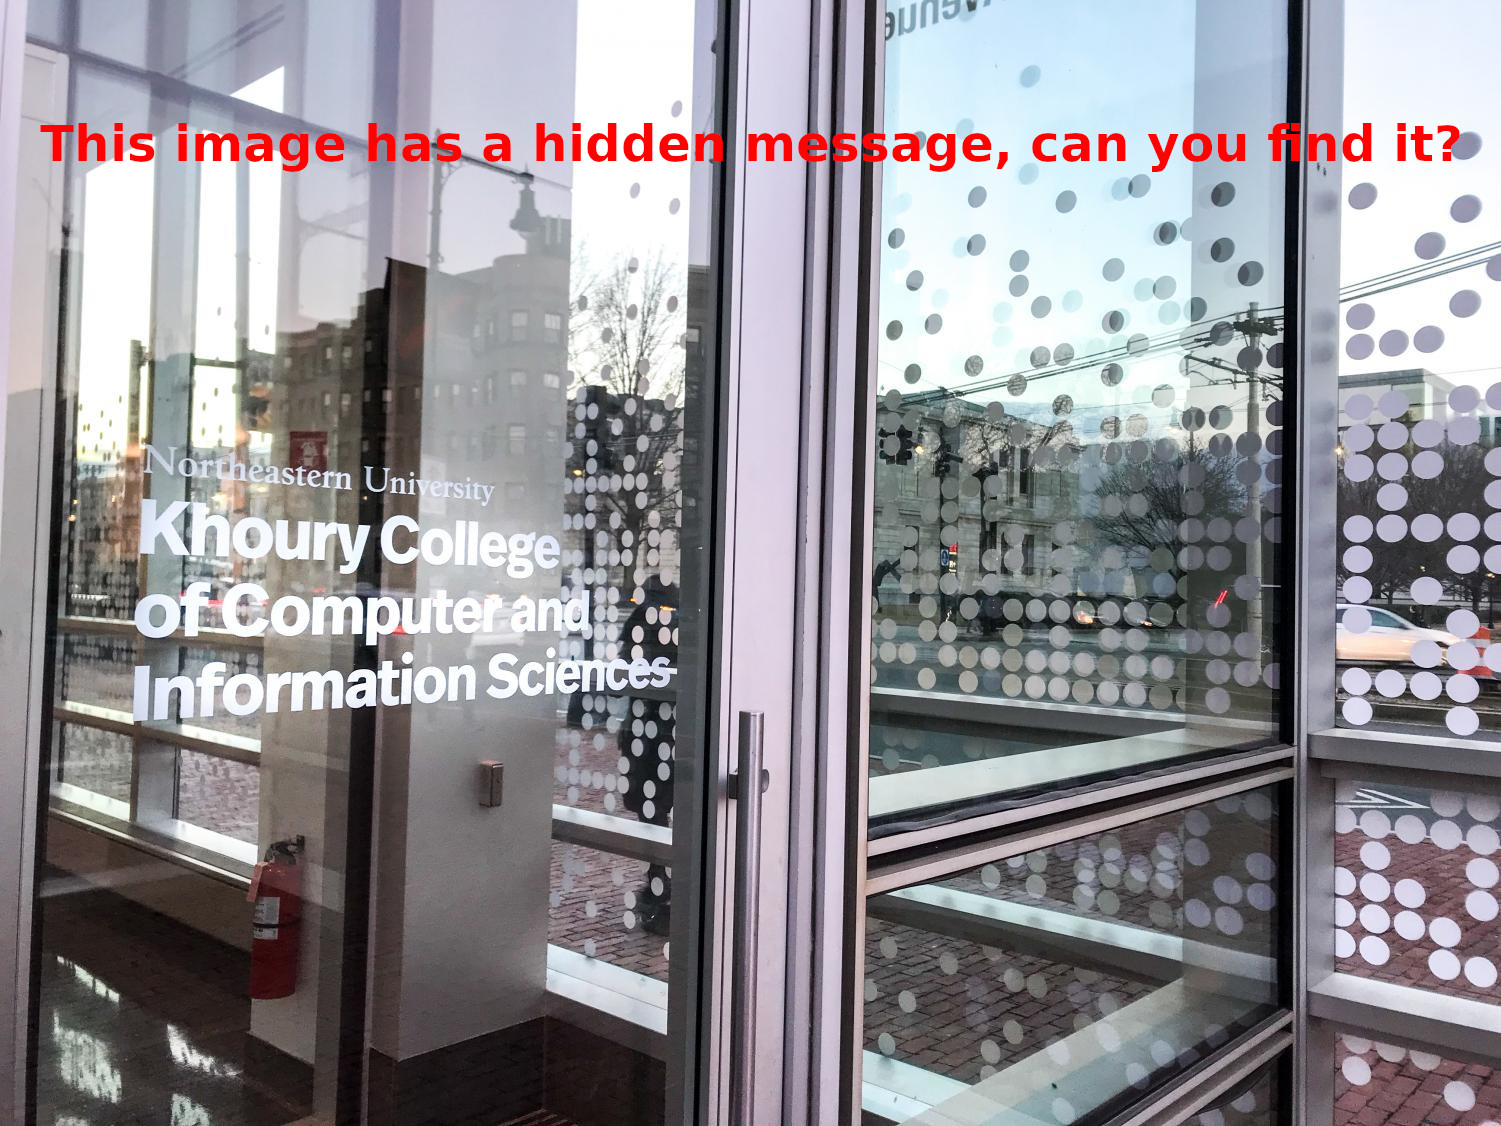 This image has a hidden message, can you find it?
Northeastern University
Khoury College
of Computer and
Information Sciences